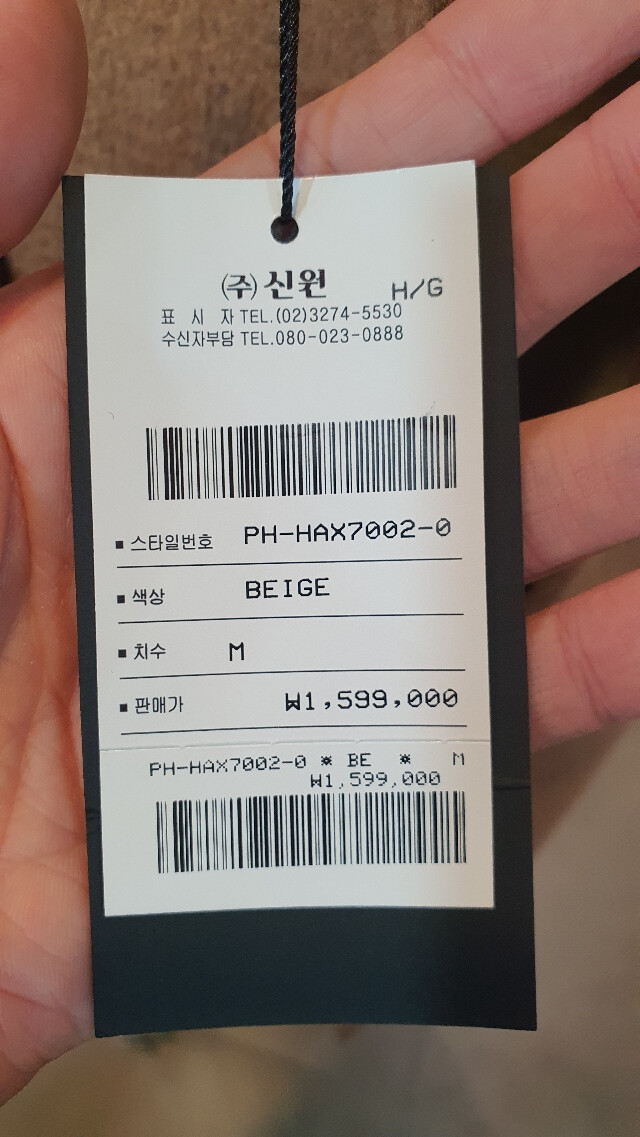 (주)신원 H/G
표 시 자 TEL.(02)3274-5530
수신자부담 TEL.080-023-0888
■ 스타일번호 PH-HAX7002-0
■ 색상 BEIGE
■ 치수 M
■ 판매가 ₩1,599,000
PH-HAX7002-0 ※ BE ※ M
₩1,599,000